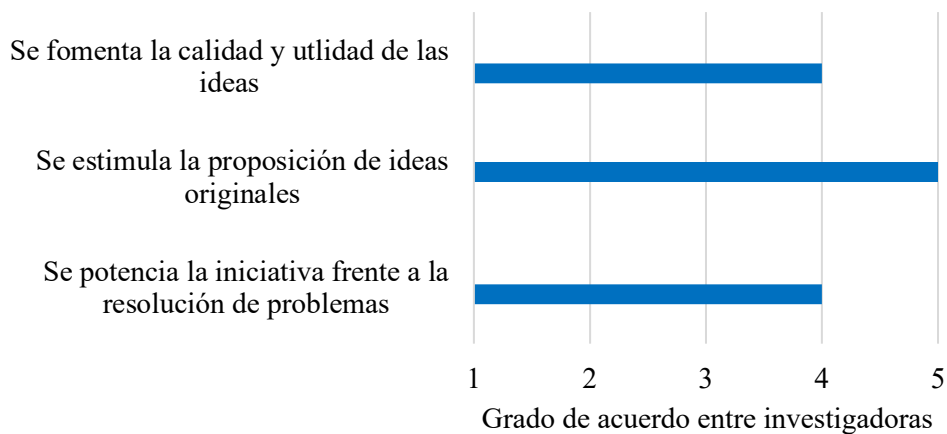 Se fomenta la calidad y utlidad de las
ideas
Se estimula la proposición de ideas
originales
Se potencia la iniciativa frente a la
resolución de problemas
1 2 3 4 5
Grado de acuerdo entre investigadoras